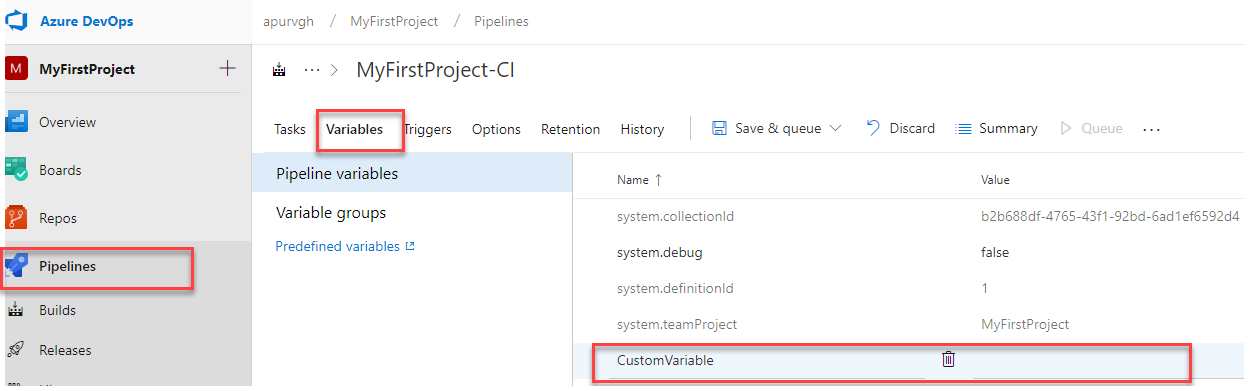 Azure DevOps
apurvgh / MyFirstProject / Pipelines
M MyFirstProject
MyFirstProject-CI
Overview
Boards
Repos
Pipelines
Builds
Releases
Tasks Variables Triggers Options Retention History Save & queue Discard Summary Queue
Pipeline variables
Variable groups
Predefined variables
Name ↑ Value
system.collectionId b2b688df-4765-43f1-92bd-6ad1ef6592d4
system.debug false
system.definitionId 1
system.teamProject MyFirstProject
CustomVariable